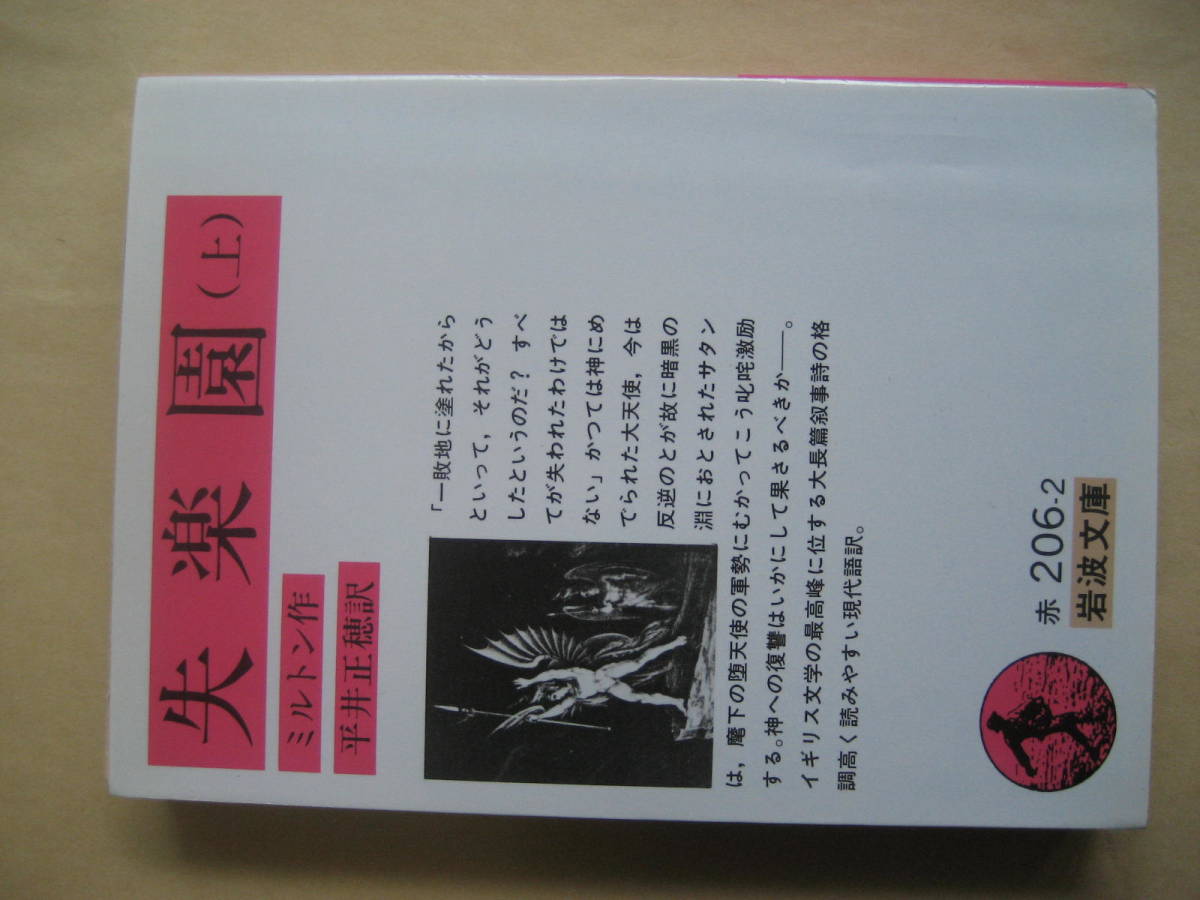 失楽園(上)
ミルトン作
平井正穂訳
「一敗地に塗れたから
といって,それがどう
したというのだ? すべ
てが失われたわけでは
ない」かつては神にめ
でられた大天使,今は
反逆のとが故に暗黒の
淵におとされたサタン
は,麾下の堕天使の軍勢にむかってこう叱咤激励
する。神への復讐はいかにして果さるべきか――。
イギリス文学の最高峰に位する大長篇叙事詩の格
調高く読みやすい現代語訳。
赤 206-2
岩波文庫